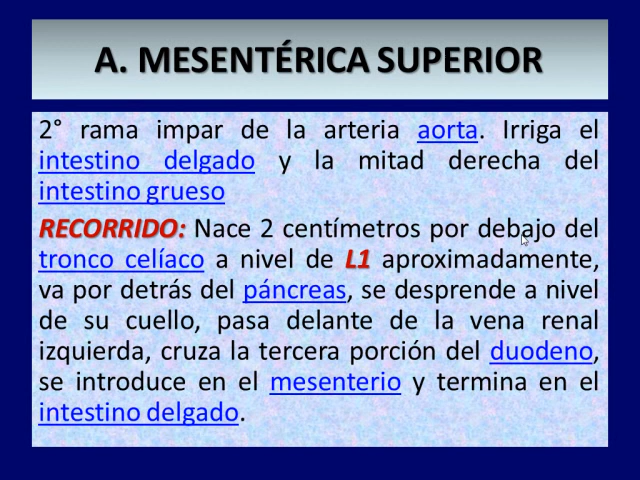 A. MESENTÉRICA SUPERIOR
2° rama impar de la arteria aorta. Irriga el
intestino delgado y la mitad derecha del
intestino grueso
RECORRIDO: Nace 2 centímetros por debajo del
tronco celíaco a nivel de L1 aproximadamente,
va por detrás del páncreas, se desprende a nivel
de su cuello, pasa delante de la vena renal
izquierda, cruza la tercera porción del duodeno,
se introduce en el mesenterio y termina en el
intestino delgado.